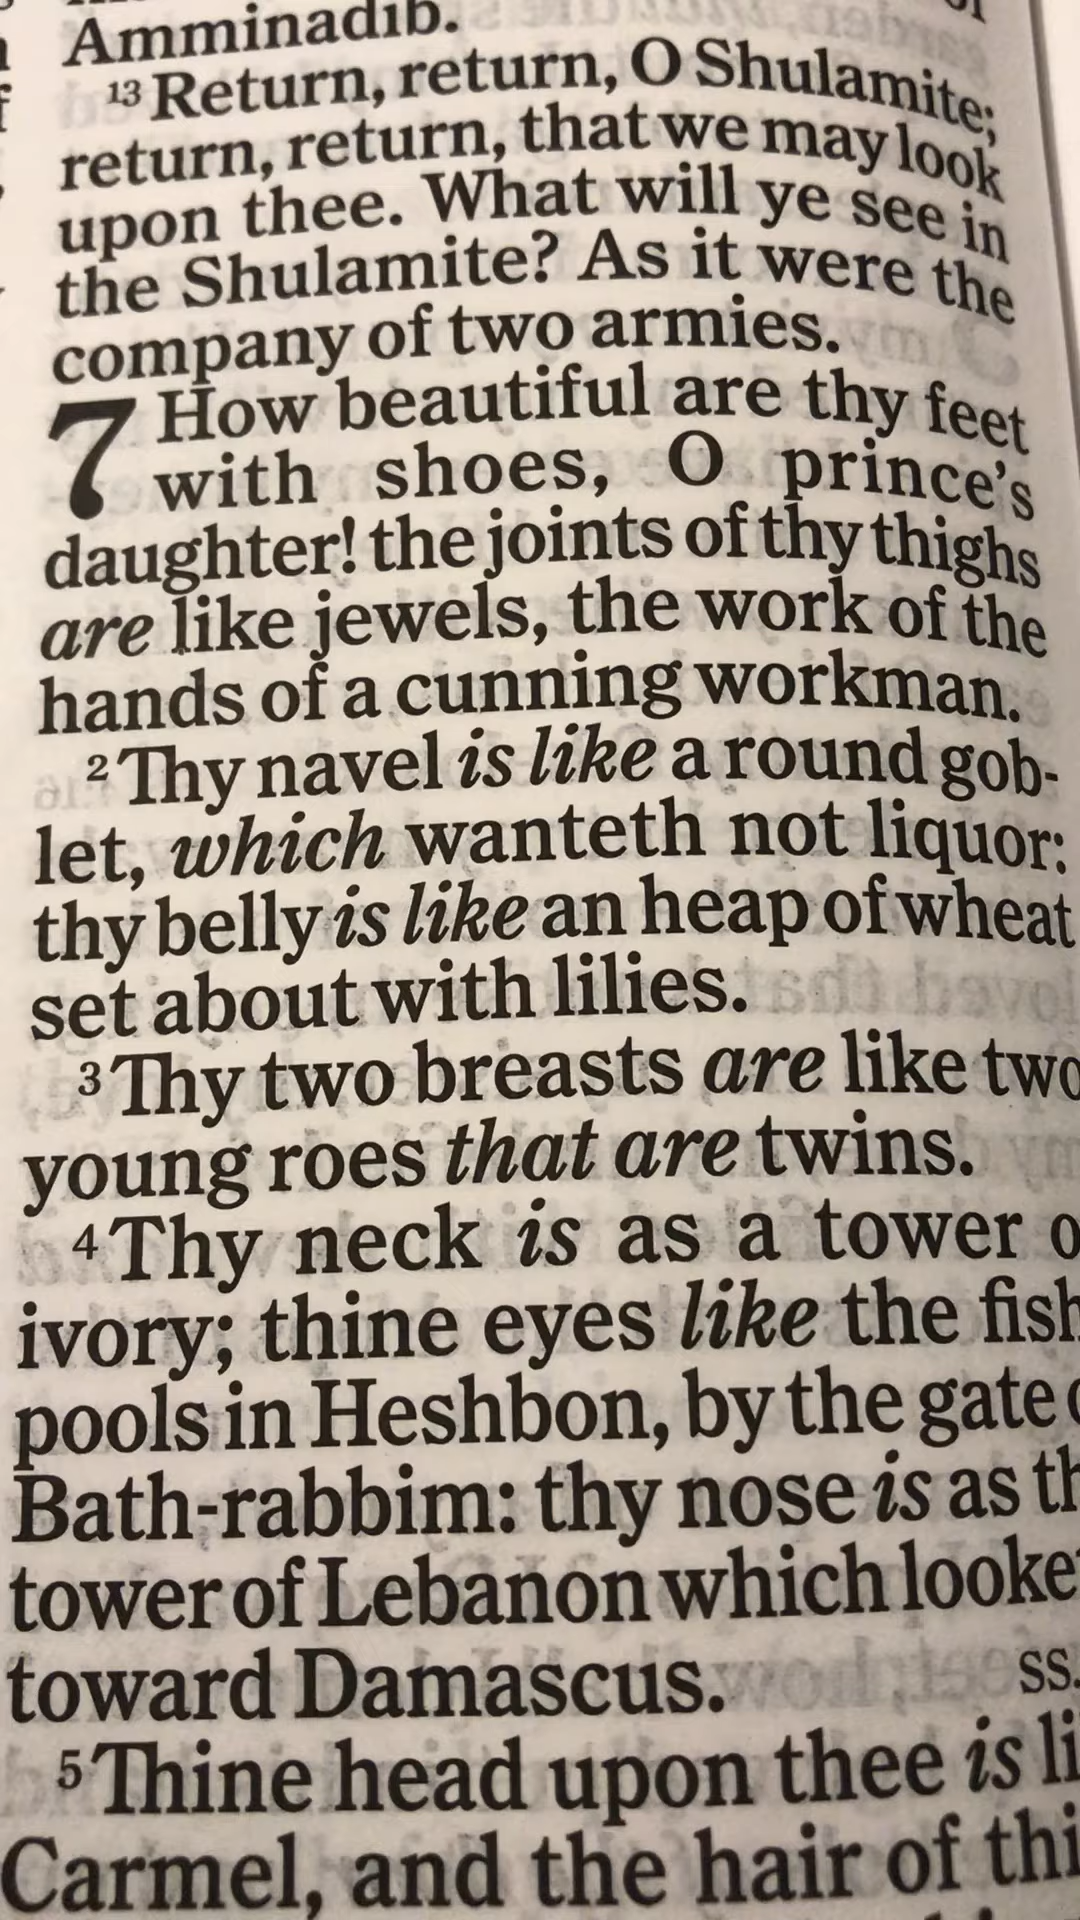 Amminadib.
13 Return, return, O Shulamite;
return, return, that we may look
upon thee. What will ye see in
the Shulamite? As it were the
company of two armies.
7 How beautiful are thy feet
with shoes, O prince's
daughter! the joints of thy thighs
are like jewels, the work of the
hands of a cunning workman.
2 Thy navel is like a round gob-
let, which wanteth not liquor:
thy belly is like an heap of wheat
set about with lilies.
3 Thy two breasts are like two
young roes that are twins.
4 Thy neck is as a tower o
ivory; thine eyes like the fish
pools in Heshbon, by the gate
Bath-rabbim: thy nose is as th
tower of Lebanon which looke
toward Damascus.
ss.
5 Thine head upon thee is li
Carmel, and the hair of thi